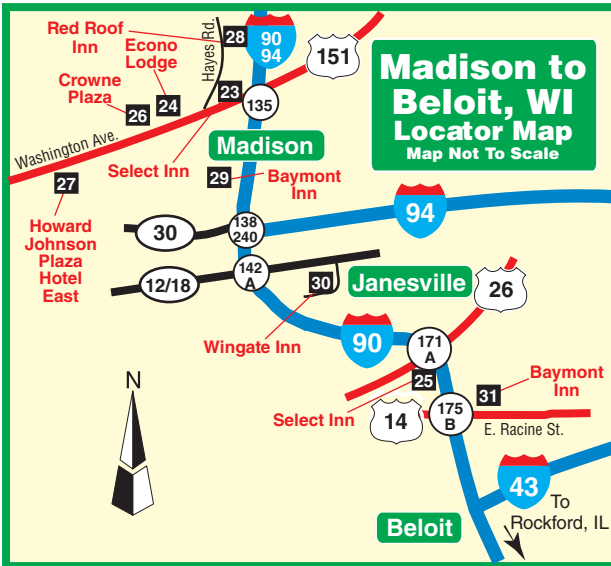 Madison to
Beloit, WI
Locator Map
Map Not To Scale
Red Roof
Inn
28
Hayes Rd.
90
94
151
Econo
Lodge
Crowne
Plaza
26
24
23
135
Washington Ave.
Select Inn
Madison
27
29
Baymont
Inn
Howard
Johnson
Plaza
Hotel
East
94
30
138
240
12/18
142
A
30
Janesville
26
Wingate Inn
90
171
A
25
Select Inn
14
175
B
31
Baymont
Inn
E. Racine St.
N
43
To
Rockford, IL
Beloit